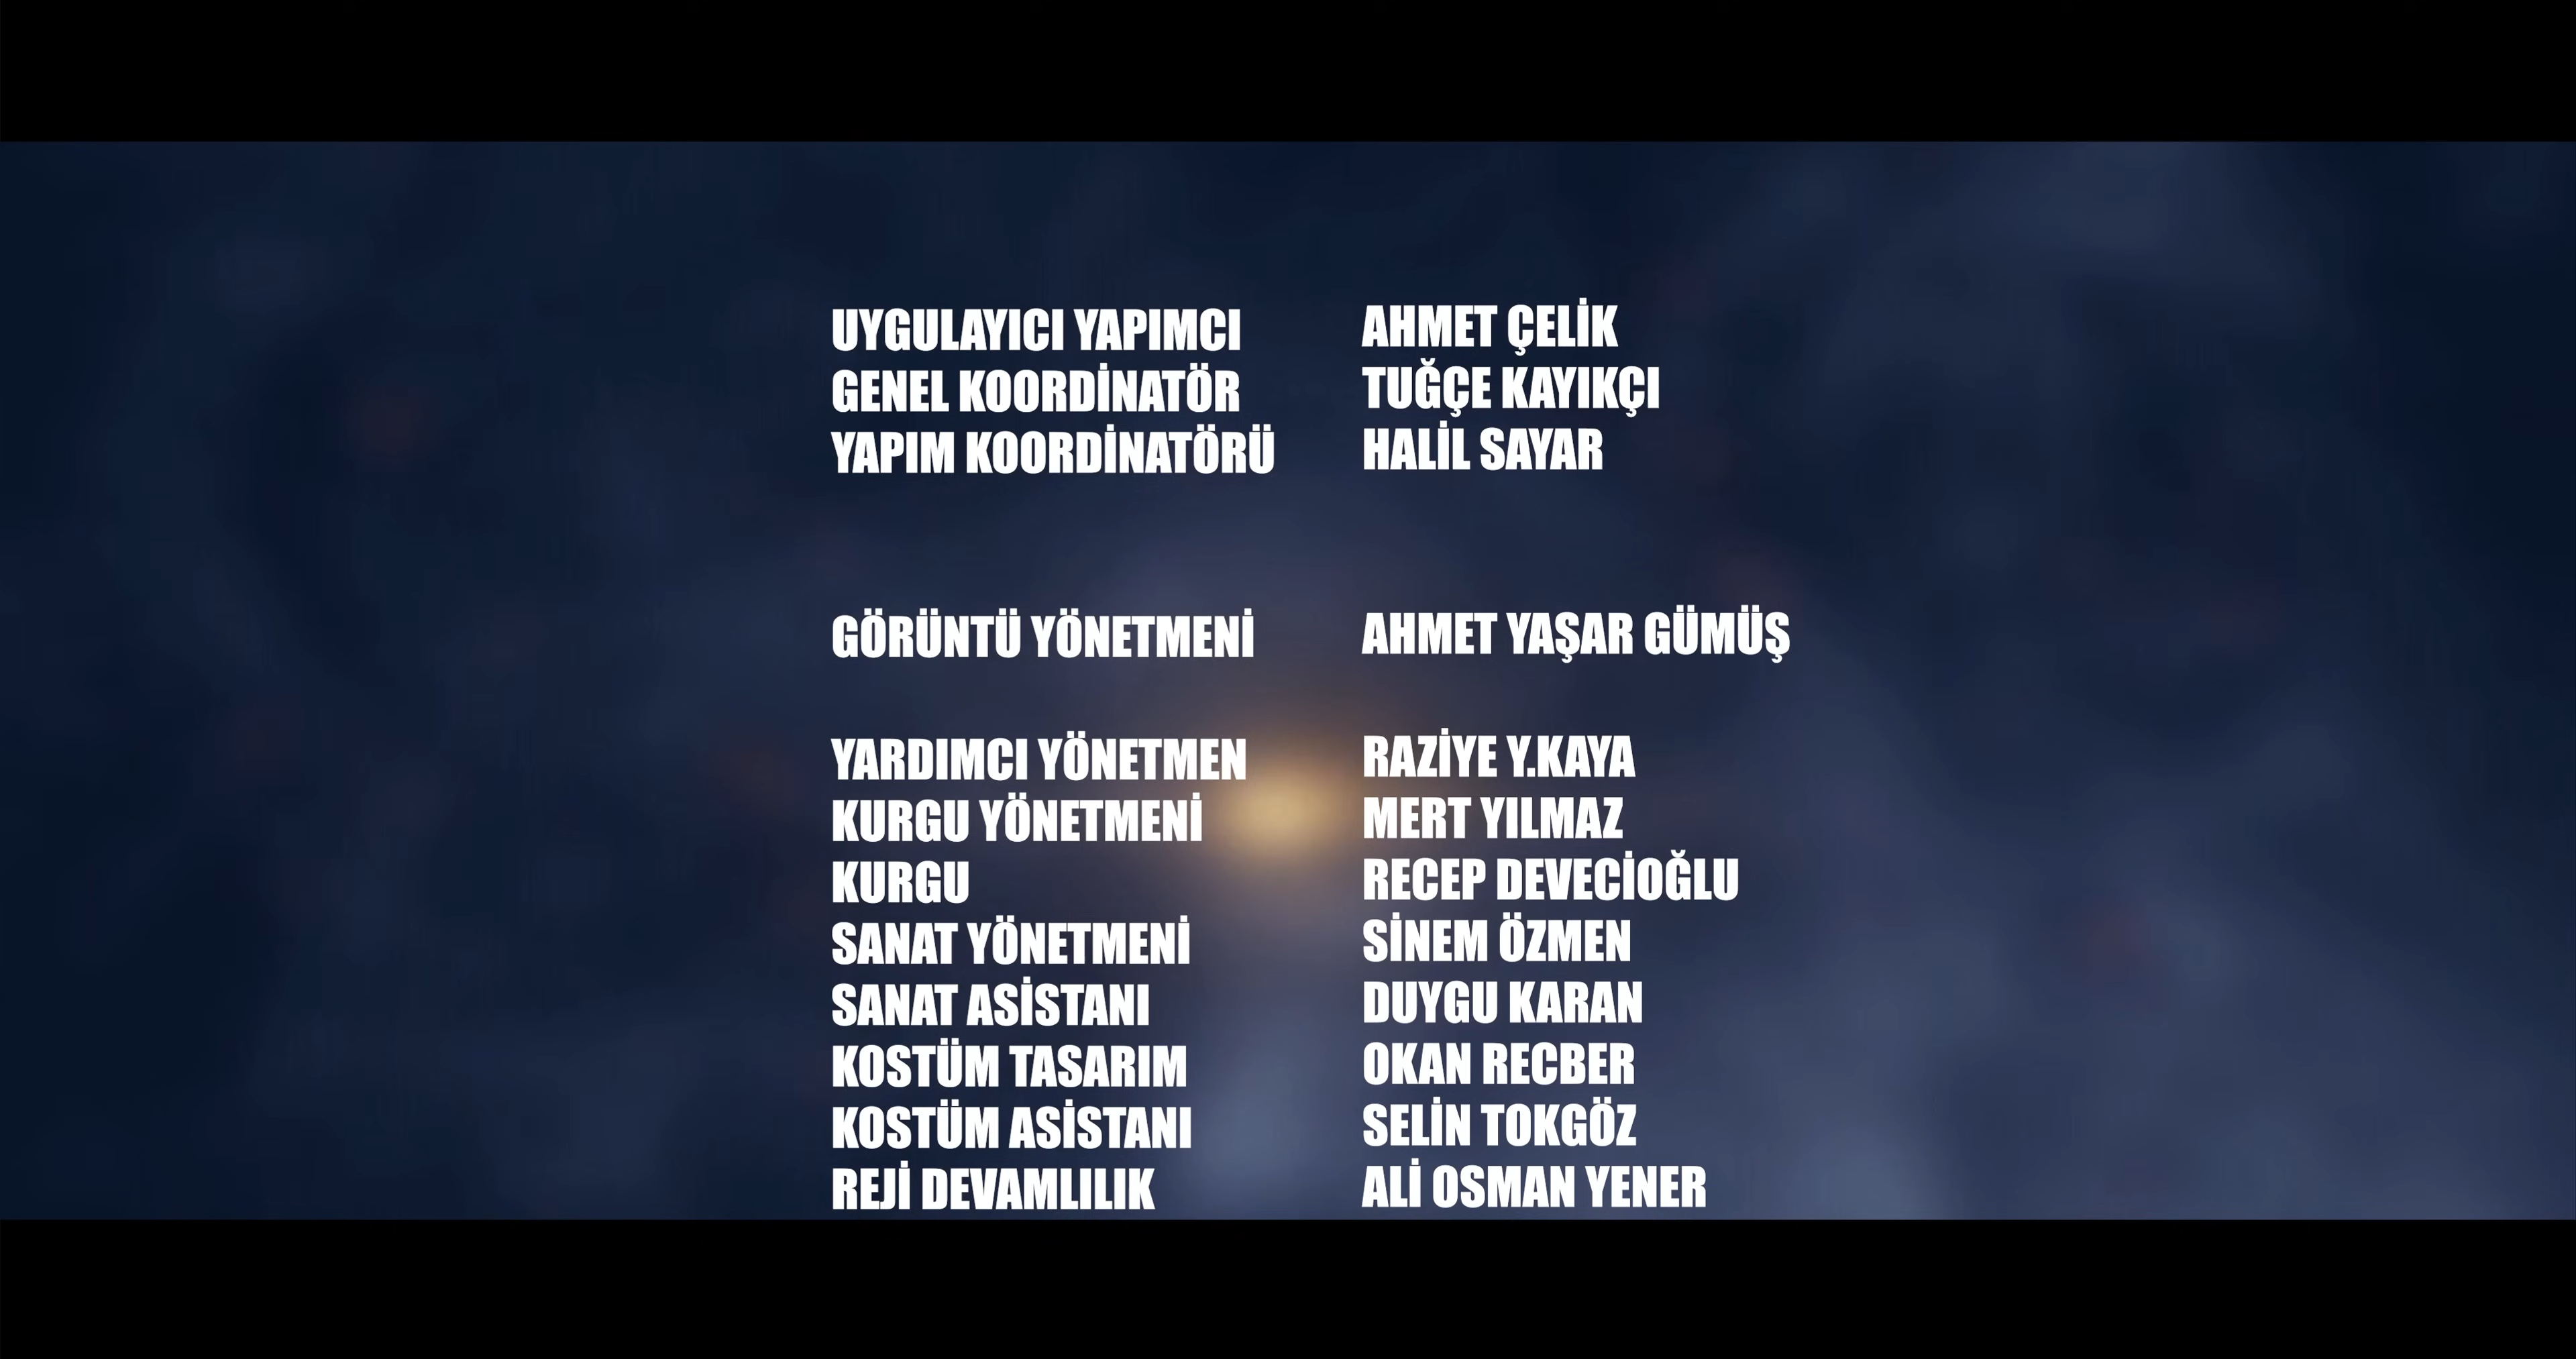 UYGULAYICI YAPIMCI AHMET ÇELİK
GENEL KOORDİNATÖR TUĞÇE KAYIKÇI
YAPIM KOORDİNATÖRÜ HALİL SAYAR
GÖRÜNTÜ YÖNETMENİ AHMET YAŞAR GÜMÜŞ
YARDIMCI YÖNETMEN RAZİYE Y.KAYA
KURGU YÖNETMENİ MERT YILMAZ
KURGU RECEP DEVECİOĞLU
SANAT YÖNETMENİ SİNEM ÖZMEN
SANAT ASİSTANI DUYGU KARAN
KOSTÜM TASARIM OKAN RECBER
KOSTÜM ASİSTANI SELİN TOKGÖZ
REJİ DEVAMLILIK ALİ OSMAN YENER